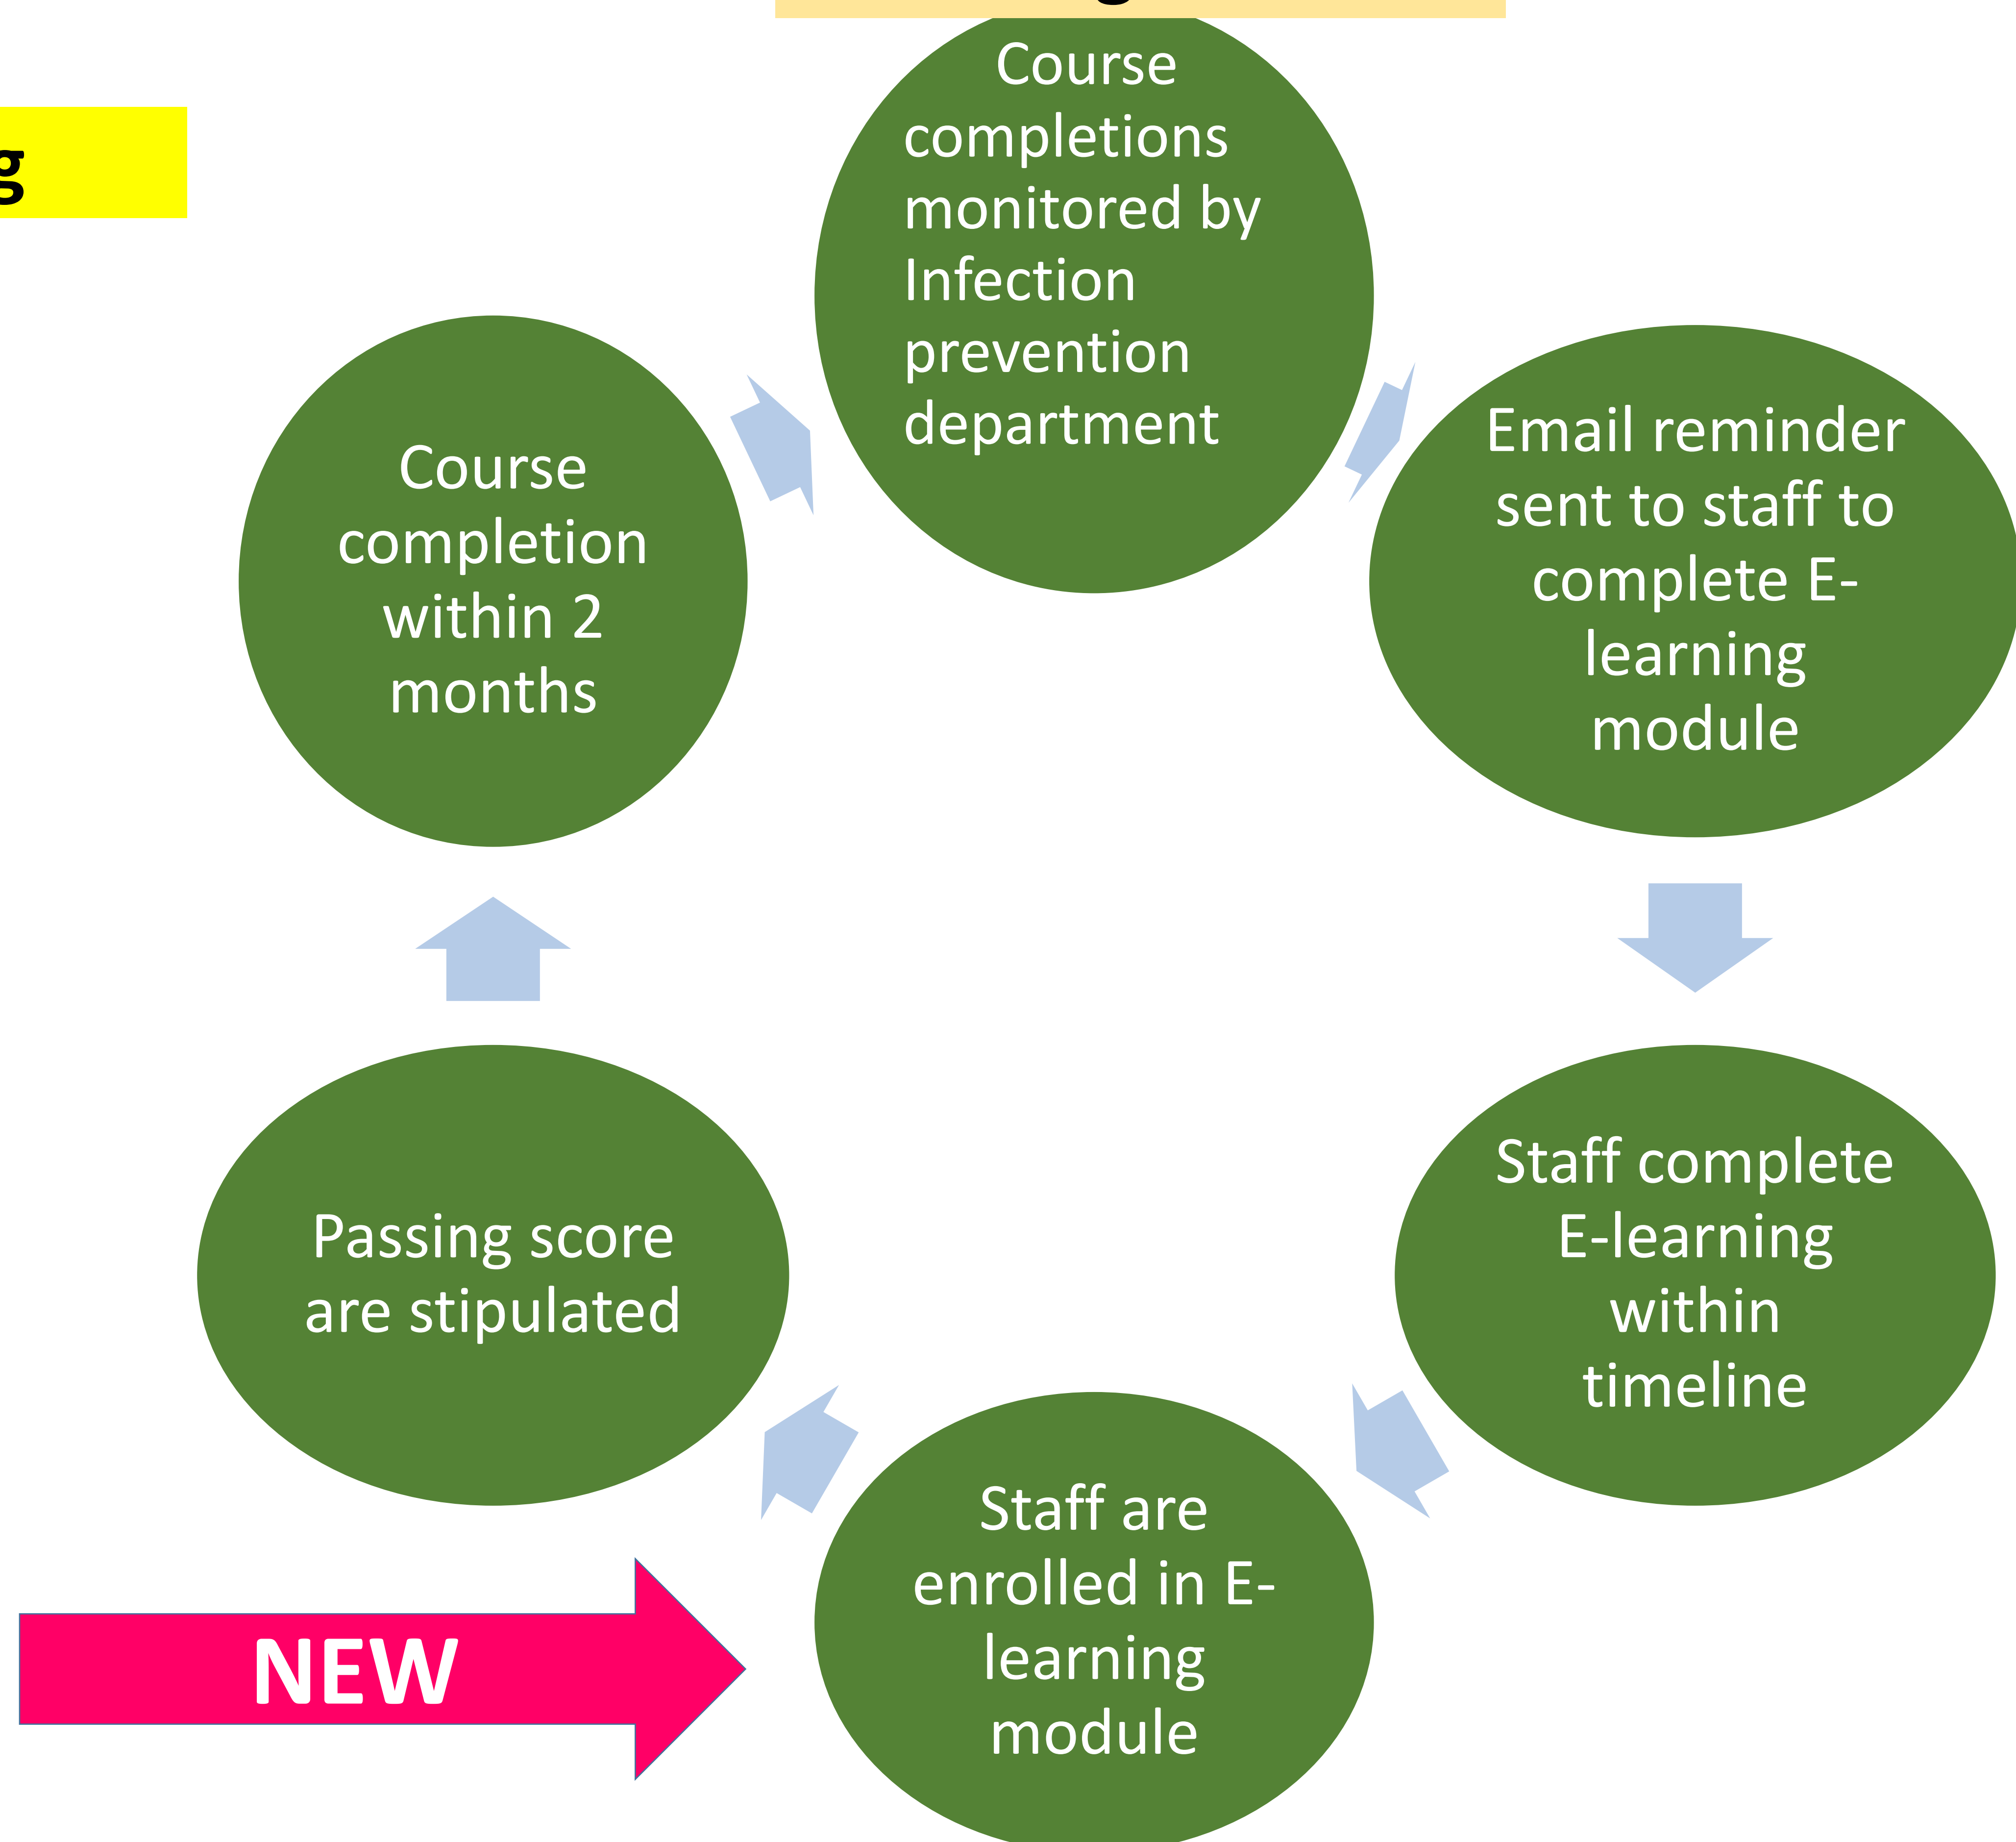 Course
completions
monitored by
Infection
prevention
department
Email reminder
sent to staff to
complete E-
learning
module
Staff complete
E-learning
within
timeline
Staff are
enrolled in E-
learning
module
Passing score
are stipulated
Course
completion
within 2
months
NEW